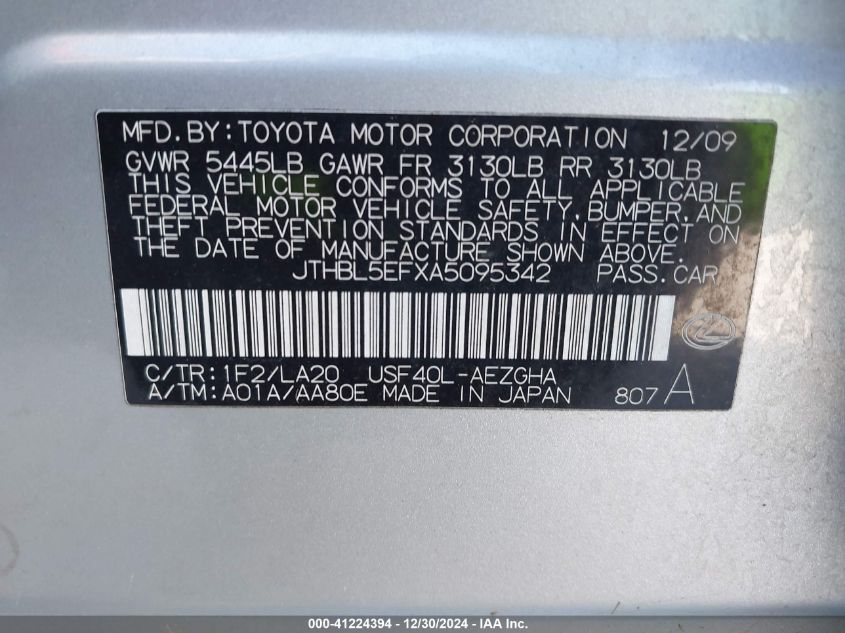 MFD.BY:TOYOTA MOTOR CORPORATION 12/09
GVWR 5445LB GAWR FR 3130LB RR 3130LB
THIS VEHICLE CONFORMS TO ALL APPLICABLE
FEDERAL MOTOR VEHICLE SAFETY,BUMPER,AND
THEFT PREVENTION STANDARDS IN EFFECT ON
THE DATE OF MANUFACTURE SHOWN ABOVE.
JTHBL5EFXA5095342 PASS.CAR
C/TR:1F2/LA20 USF40L-AEZGHA
A/TM:A01A/AA80E MADE IN JAPAN 807 A
000-41224394 - 12/30/2024 - IAA Inc.